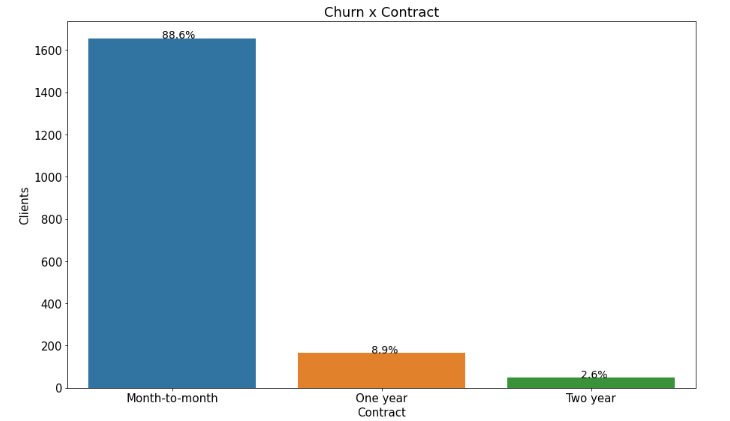 Churn x Contract
88.6%
1600
1400
1200
1000
800
600
400
200
0
Clients
8.9%
2.6%
Month-to-month
One year
Two year
Contract